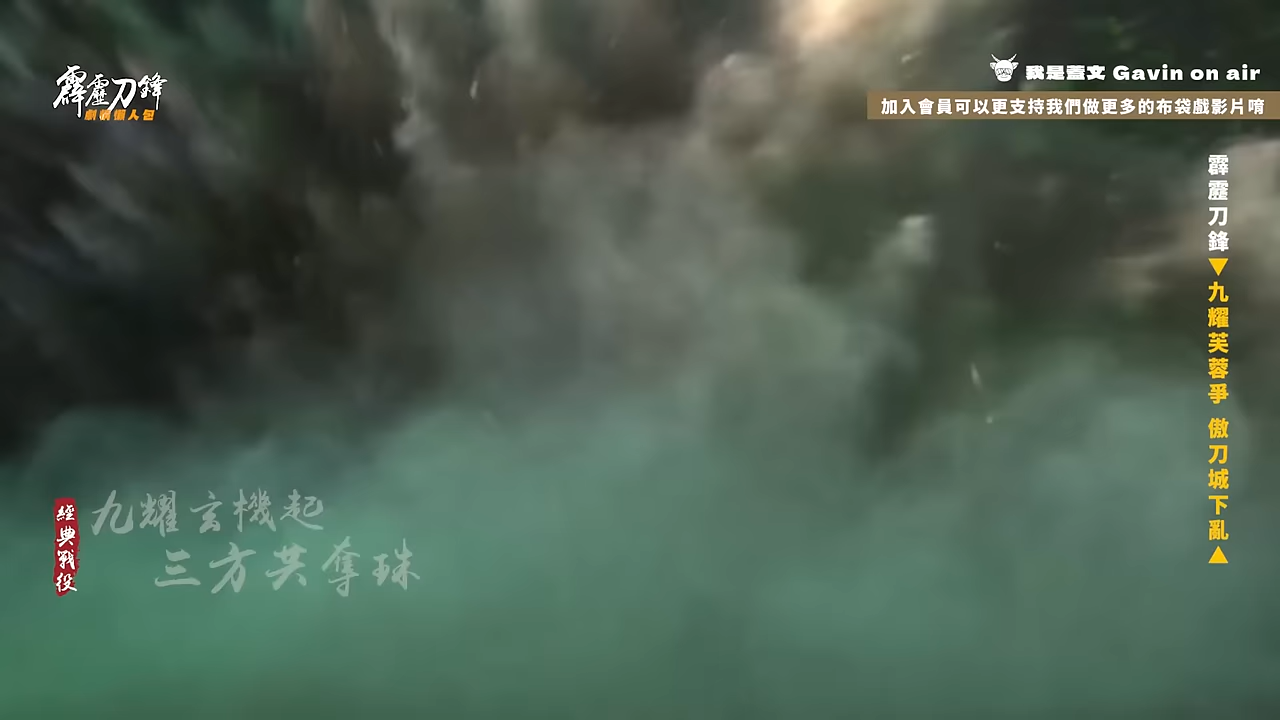 霹靂刀鋒
劇情懶人包
我是蓋文 Gavin on air
加入會員可以更支持我們做更多的布袋戲影片唷
霹靂刀鋒▼九耀芙蓉爭 傲刀城下亂▲
經典戰役
九耀玄機起
三方共奪珠